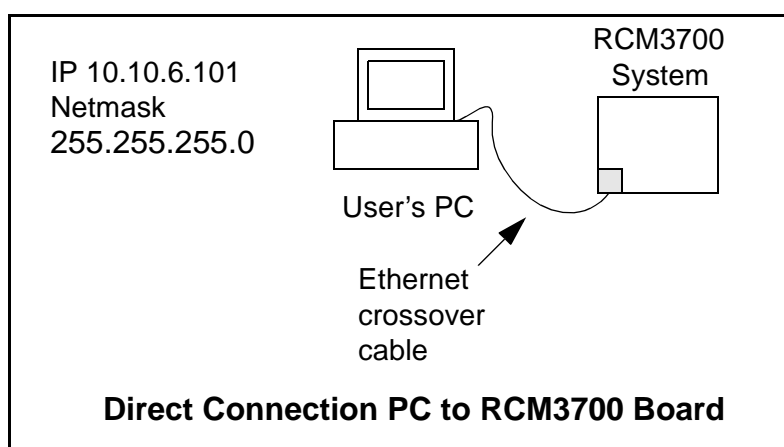 IP 10.10.6.101
Netmask
255.255.255.0
RCM3700
System
User's PC
Ethernet
crossover
cable
Direct Connection PC to RCM3700 Board